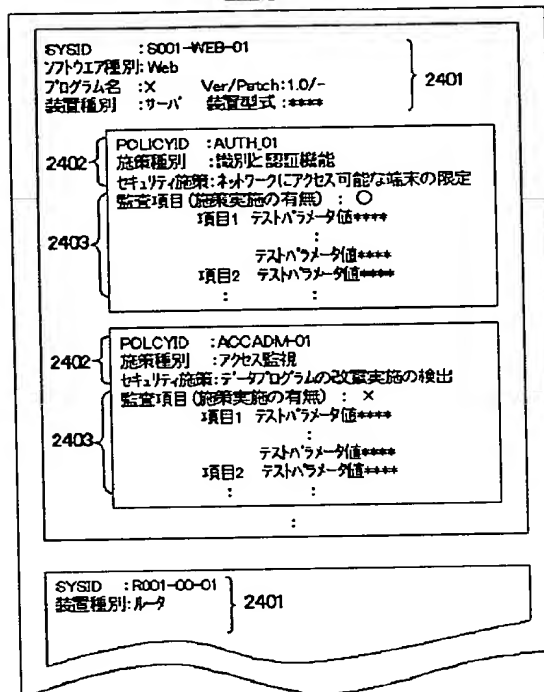 SYSID :S001-WEB-01
ソフトウエア種別: Web
プログラム名 :X Ver/Patch:1.0/-
装置種別 :サーバ 装置型式 :****
2401
POLICYID :AUTH_01
施策種別 :識別と認証機能
セキュリティ施策:ネットワークにアクセス可能な端末の限定
2402
監査項目(施策実施の有無) : ○
項目1 テストパラメータ値****
:
テストパラメータ値****
項目2 テストパラメータ値****
: :
2403
POLCYID :ACCADM-01
施策種別 :アクセス監視
セキュリティ施策:データプログラムの改竄実施の検出
2402
監査項目(施策実施の有無) : ×
項目1 テストパラメータ値****
:
テストパラメータ値****
項目2 テストパラメータ値****
: :
2403
:
SYSID :R001-00-01
装置種別:ルータ
2401